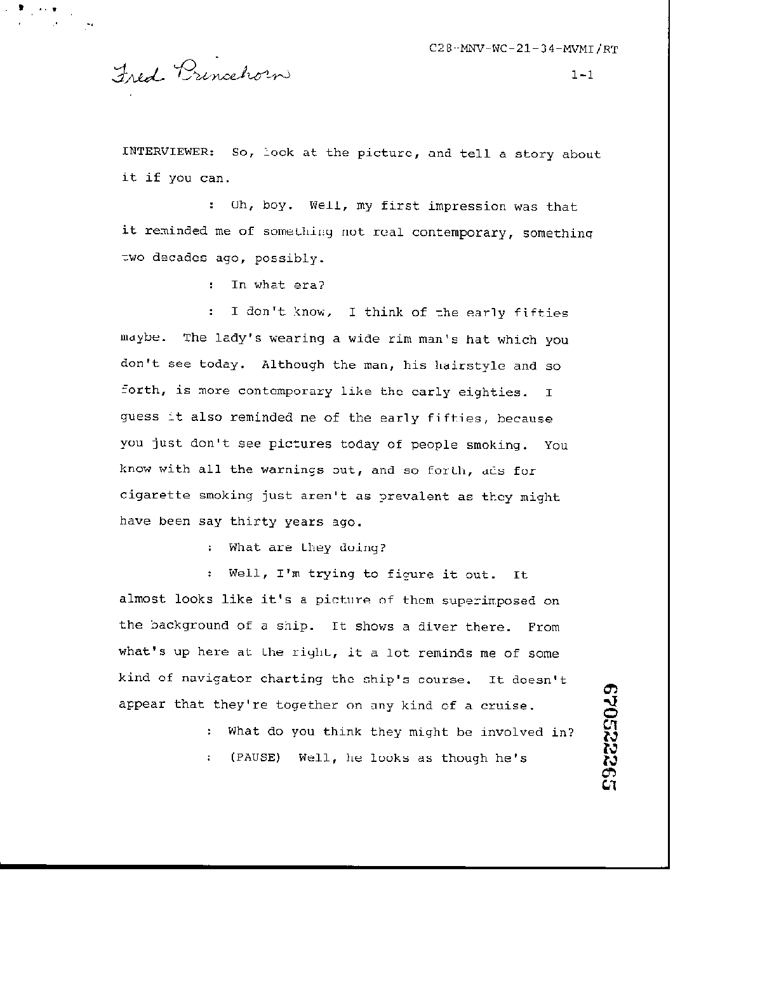 C28-MNV-WC-21-34-MVMI/RT
Fred Princehorn
1-1
INTERVIEWER: So, look at the picture, and tell a story about
it if you can.
: Oh, boy. Well, my first impression was that
it reminded me of something not real contemporary, something
two decades ago, possibly.
: In what era?
: I don't know, I think of the early fifties
maybe. The lady's wearing a wide rim man's hat which you
don't see today. Although the man, his hairstyle and so
forth, is more contemporary like the early eighties. I
guess it also reminded me of the early fifties, because
you just don't see pictures today of people smoking. You
know with all the warnings out, and so forth, ads for
cigarette smoking just aren't as prevalent as they might
have been say thirty years ago.
: What are they doing?
: Well, I'm trying to figure it out. It
almost looks like it's a picture of them superimposed on
the background of a ship. It shows a diver there. From
what's up here at the right, it a lot reminds me of some
kind of navigator charting the ship's course. It doesn't
appear that they're together on any kind of a cruise.
: What do you think they might be involved in?
: (PAUSE) Well, he looks as though he's
670522265